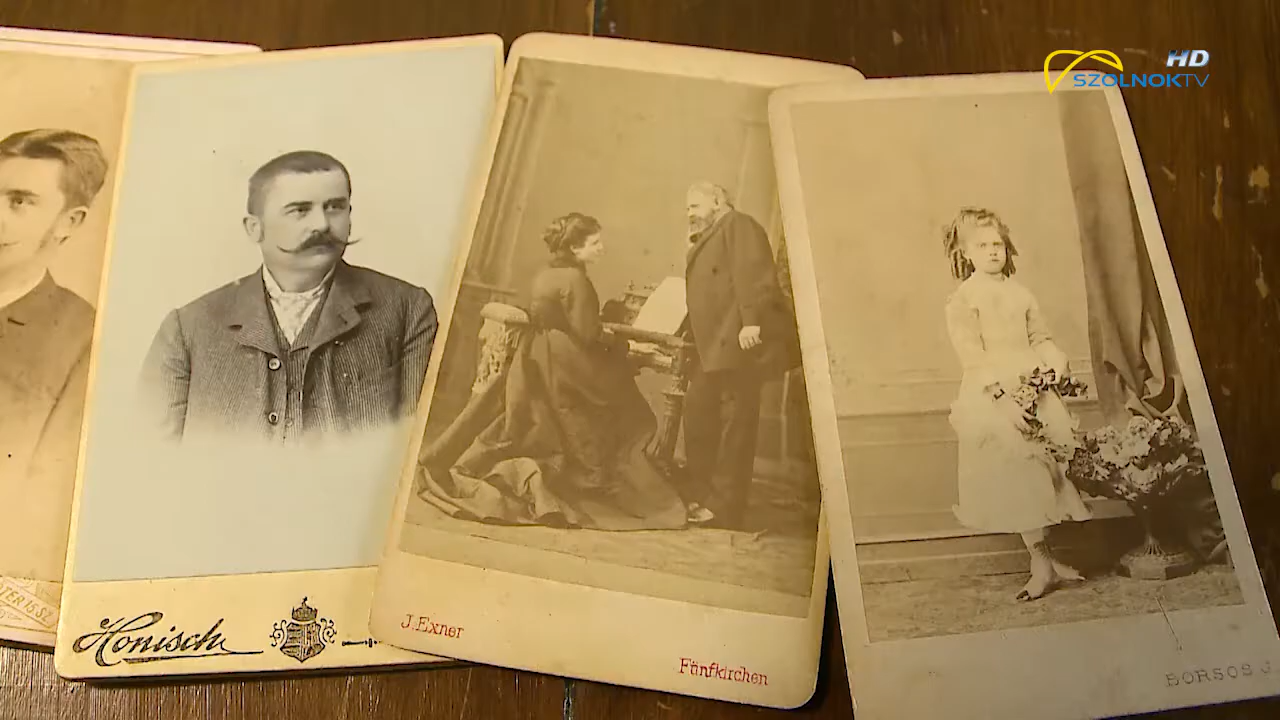 HD
SZOLNOKTV
Honisch
J. Exner
Fünfkirchen
BORSOS J.